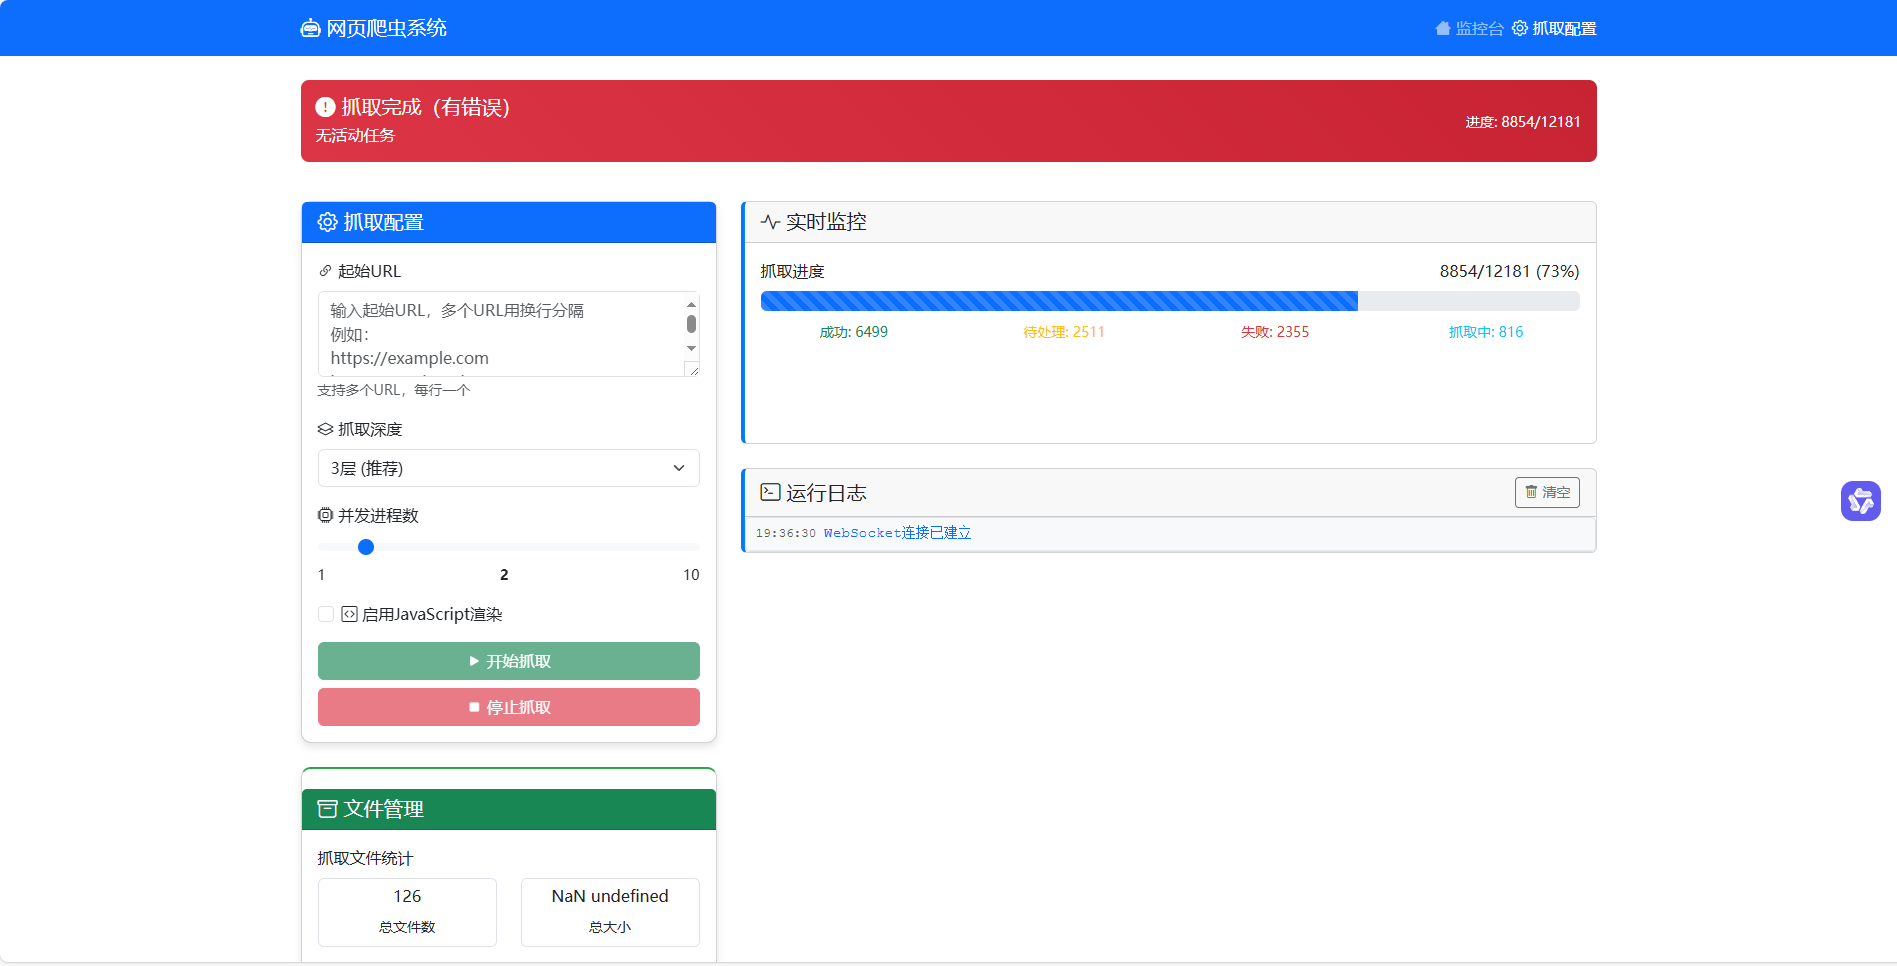 网页爬虫系统
监控台 抓取配置
抓取完成（有错误）
无活动任务
进度: 8854/12181
抓取配置
起始URL
输入起始URL，多个URL用换行分隔
例如：
https://example.com
支持多个URL，每行一个
抓取深度
3层 (推荐)
并发进程数
1 2 10
启用JavaScript渲染
开始抓取
停止抓取
文件管理
抓取文件统计
126
总文件数
NaN undefined
总大小
实时监控
抓取进度 8854/12181 (73%)
成功: 6499 待处理: 2511 失败: 2355 抓取中: 816
运行日志
清空
19:36:30 WebSocket连接已建立